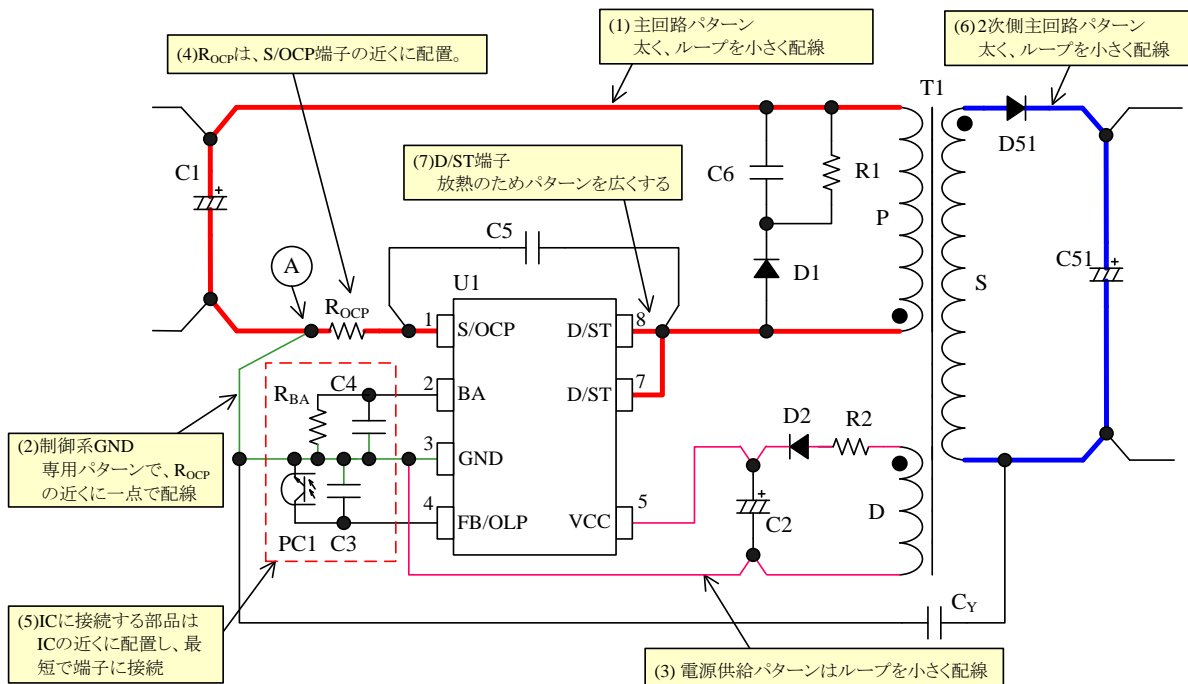 (1) 主回路パターン
太く、ループを小さく配線
(6) 2次側主回路パターン
太く、ループを小さく配線
(4)ROCPは、S/OCP端子の近くに配置。
T1
D51
C1
(7)D/ST端子
放熱のためパターンを広くする
C6
R1
P
C5
D1
S
C51
A
ROCP
U1
1
S/OCP
D/ST
8
RBA
C4
2
BA
D/ST
7
D2
R2
(2)制御系GND
専用パターンで、ROCP
の近くに一点で配線
3
GND
4
FB/OLP
VCC
5
C2
D
PC1
C3
(5)ICに接続する部品は
ICの近くに配置し、最
短で端子に接続
CY
(3) 電源供給パターンはループを小さく配線